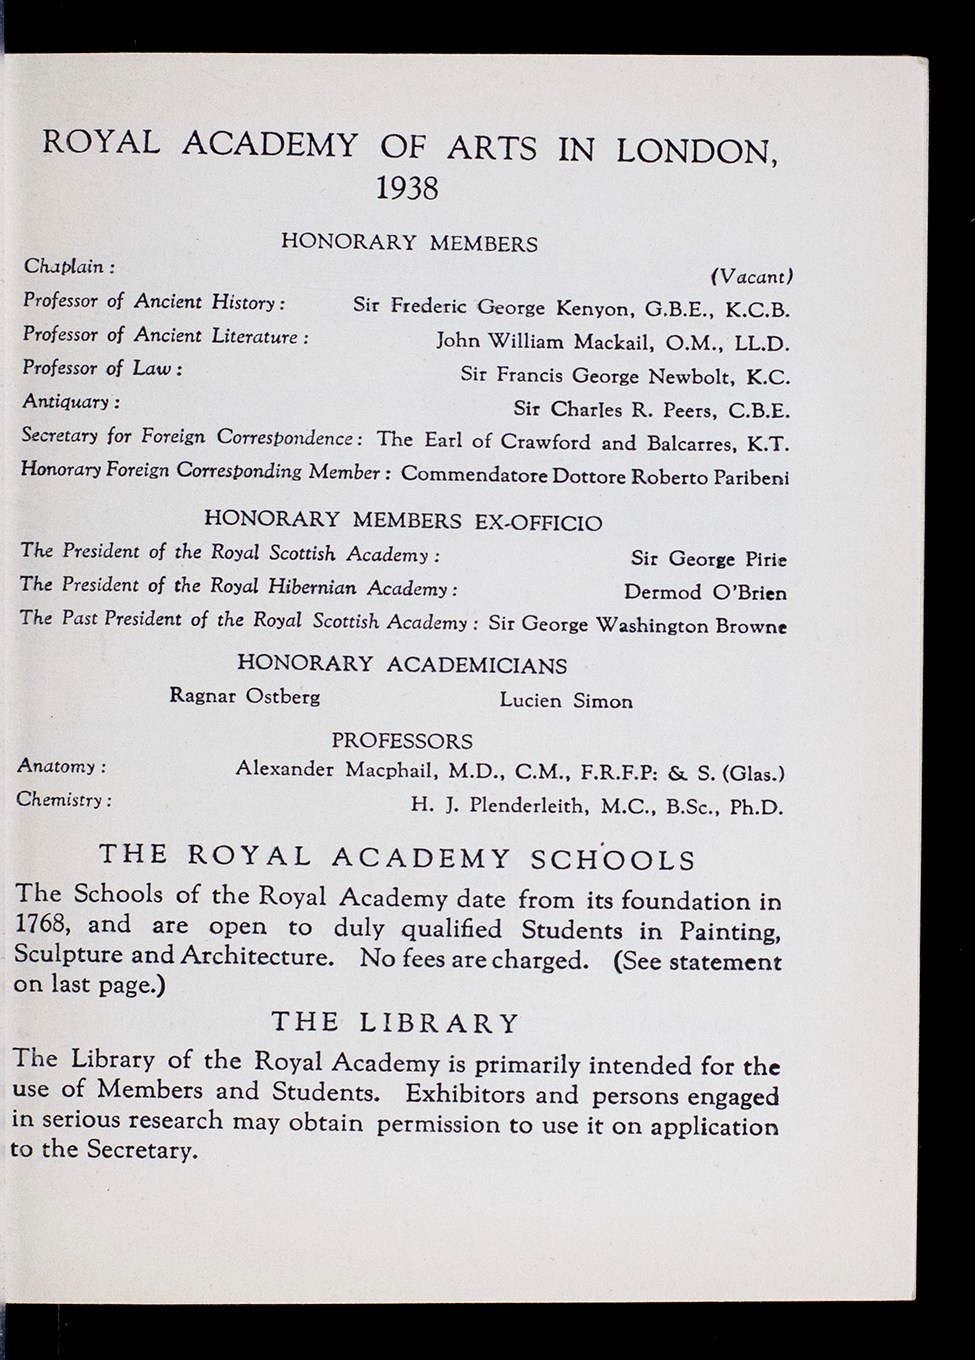 ROYAL ACADEMY OF ARTS IN LONDON,
1938
HONORARY MEMBERS
Chaplain : (Vacant)
Professor of Ancient History : Sir Frederic George Kenyon, G.B.E., K.C.B.
Professor of Ancient Literature : John William Mackail, O.M., LL.D.
Professor of Law : Sir Francis George Newbolt, K.C.
Antiquary : Sir Charles R. Peers, C.B.E.
Secretary for Foreign Correspondence : The Earl of Crawford and Balcarres, K.T.
Honorary Foreign Corresponding Member : Commendatore Dottore Roberto Paribeni
HONORARY MEMBERS EX-OFFICIO
The President of the Royal Scottish Academy : Sir George Pirie
The President of the Royal Hibernian Academy : Dermod O'Brien
The Past President of the Royal Scottish Academy : Sir George Washington Browne
HONORARY ACADEMICIANS
Ragnar Ostberg Lucien Simon
PROFESSORS
Anatomy : Alexander Macphail, M.D., C.M., F.R.F.P: & S. (Glas.)
Chemistry : H. J. Plenderleith, M.C., B.Sc., Ph.D.
THE ROYAL ACADEMY SCHOOLS
The Schools of the Royal Academy date from its foundation in
1768, and are open to duly qualified Students in Painting,
Sculpture and Architecture. No fees are charged. (See statement
on last page.)
THE LIBRARY
The Library of the Royal Academy is primarily intended for the
use of Members and Students. Exhibitors and persons engaged
in serious research may obtain permission to use it on application
to the Secretary.